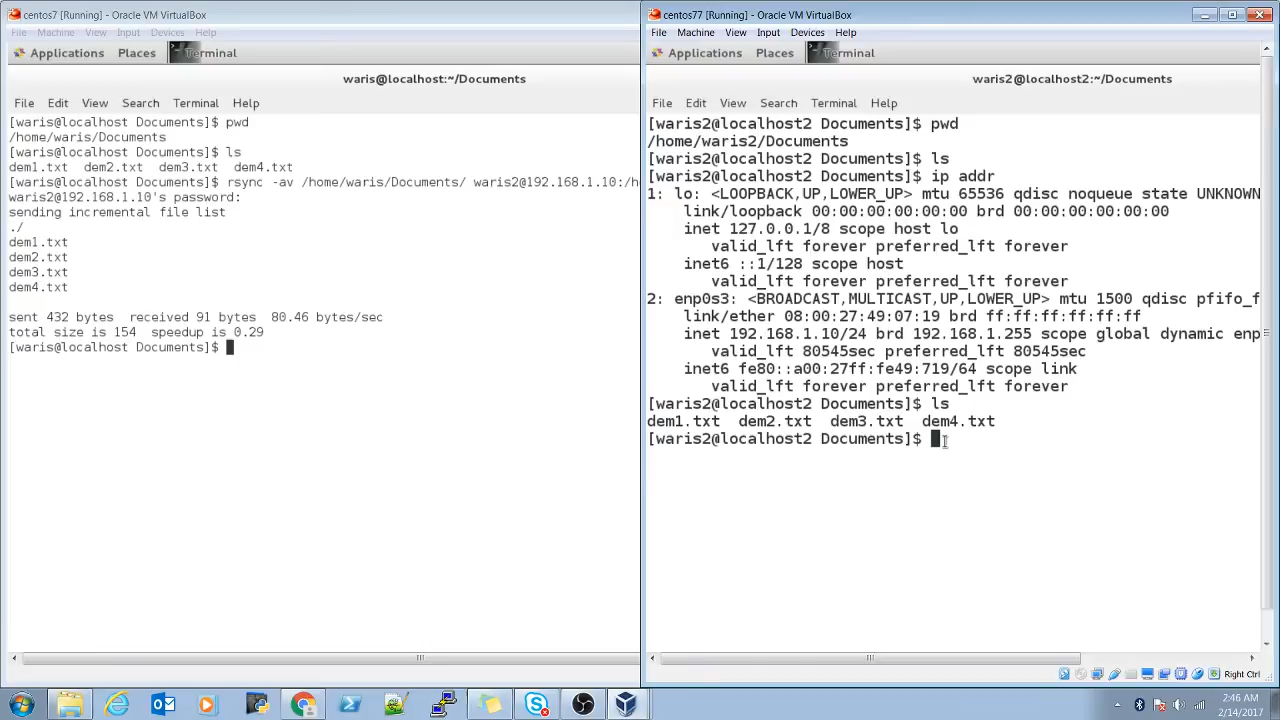 centos7 [Running] - Oracle VM VirtualBox
File Machine View Input Devices Help
Applications Places Terminal
waris@localhost:~/Documents
File Edit View Search Terminal Help
[waris@localhost Documents]$ pwd
/home/waris/Documents
[waris@localhost Documents]$ ls
dem1.txt dem2.txt dem3.txt dem4.txt
[waris@localhost Documents]$ rsync -av /home/waris/Documents/ waris2@192.168.1.10:/h
waris2@192.168.1.10's password:
sending incremental file list
./
dem1.txt
dem2.txt
dem3.txt
dem4.txt
sent 432 bytes received 91 bytes 80.46 bytes/sec
total size is 154 speedup is 0.29
[waris@localhost Documents]$
centos77 [Running] - Oracle VM VirtualBox
File Machine View Input Devices Help
Applications Places Terminal
waris2@localhost2:~/Documents
File Edit View Search Terminal Help
[waris2@localhost2 Documents]$ pwd
/home/waris2/Documents
[waris2@localhost2 Documents]$ ls
[waris2@localhost2 Documents]$ ip addr
1: lo: <LOOPBACK,UP,LOWER_UP> mtu 65536 qdisc noqueue state UNKNOWN
link/loopback 00:00:00:00:00:00 brd 00:00:00:00:00:00
inet 127.0.0.1/8 scope host lo
valid_lft forever preferred_lft forever
inet6 ::1/128 scope host
valid_lft forever preferred_lft forever
2: enp0s3: <BROADCAST,MULTICAST,UP,LOWER_UP> mtu 1500 qdisc pfifo_f
link/ether 08:00:27:49:07:19 brd ff:ff:ff:ff:ff:ff
inet 192.168.1.10/24 brd 192.168.1.255 scope global dynamic enp
valid_lft 80545sec preferred_lft 80545sec
inet6 fe80::a00:27ff:fe49:719/64 scope link
valid_lft forever preferred_lft forever
[waris2@localhost2 Documents]$ ls
dem1.txt dem2.txt dem3.txt dem4.txt
[waris2@localhost2 Documents]$
Right Ctrl
2:46 AM
2/14/2017